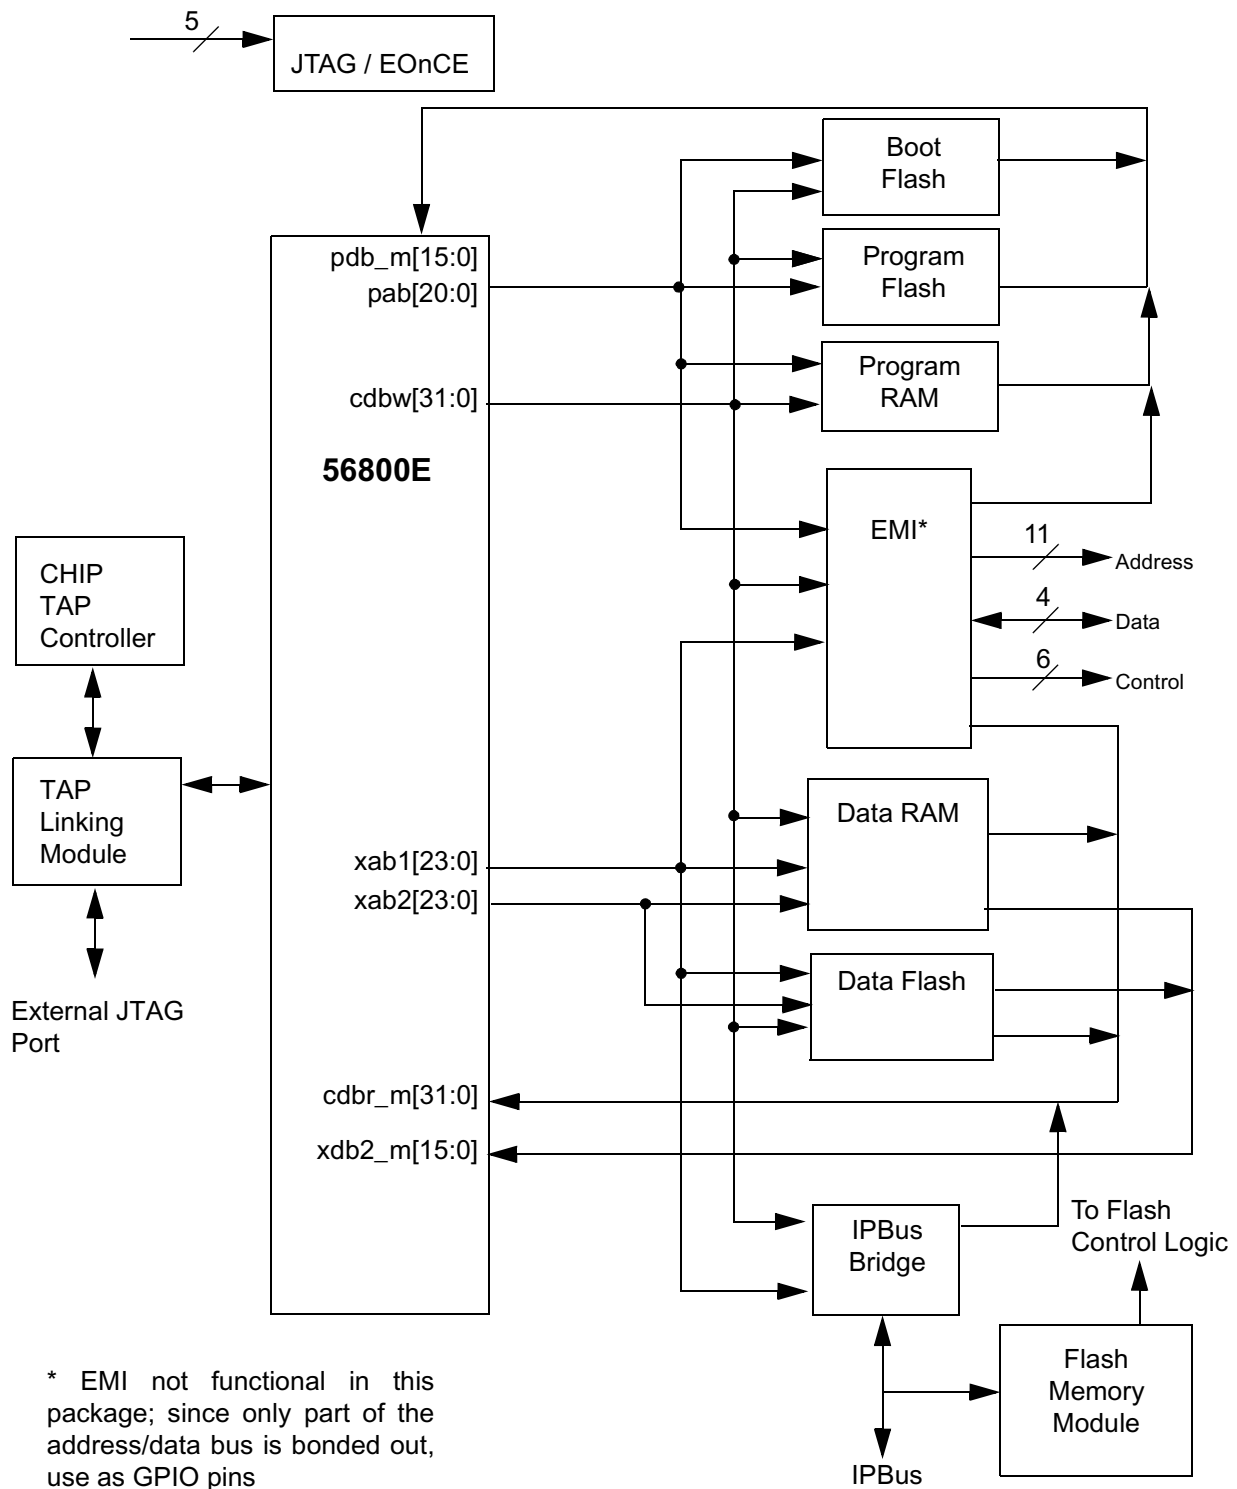 5
JTAG / EOnCE
Boot
Flash
pdb_m[15:0]
pab[20:0]
Program
Flash
cdbw[31:0]
Program
RAM
56800E
EMI*
11
Address
4
Data
6
Control
CHIP
TAP
Controller
TAP
Linking
Module
External JTAG
Port
xab1[23:0]
xab2[23:0]
Data RAM
Data Flash
cdbr_m[31:0]
xdb2_m[15:0]
IPBus
Bridge
To Flash
Control Logic
Flash
Memory
Module
IPBus
* EMI not functional in this
package; since only part of the
address/data bus is bonded out,
use as GPIO pins